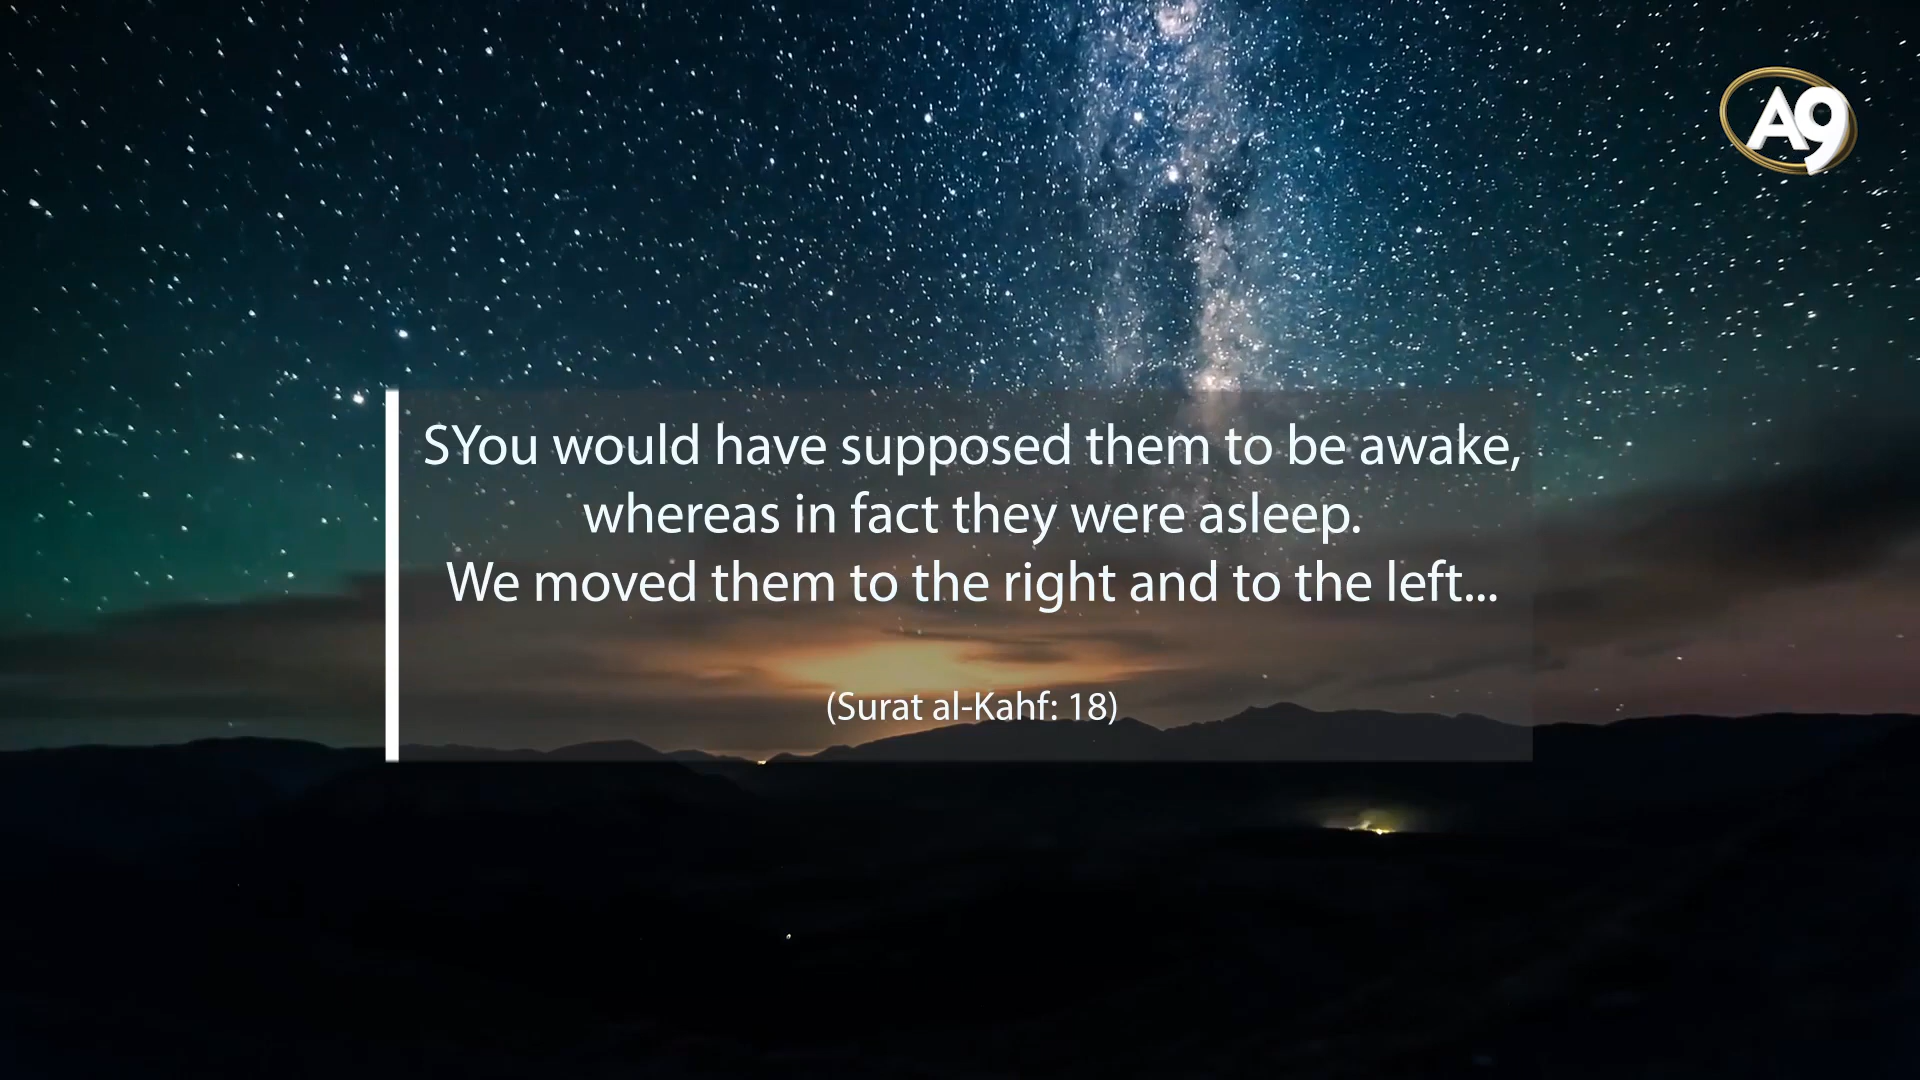 A9
SYou would have supposed them to be awake,
whereas in fact they were asleep.
We moved them to the right and to the left...
(Surat al-Kahf: 18)